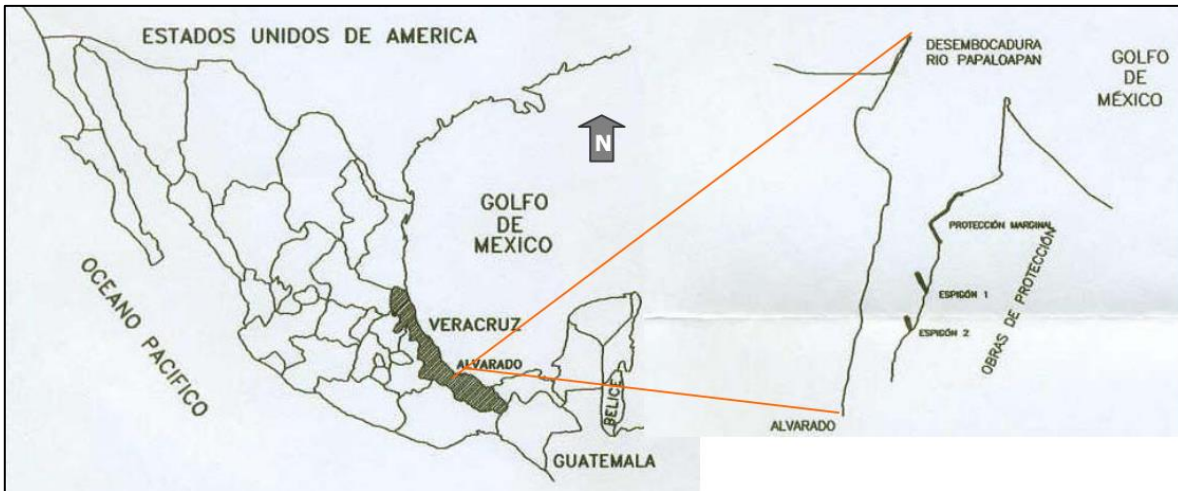 ESTADOS UNIDOS DE AMERICA
N
GOLFO
DE
MEXICO
OCEANO PACIFICO
VERACRUZ
ALVARADO
BELICE
GUATEMALA
DESEMBOCADURA
RIO PAPALOAPAN
GOLFO
DE
MÉXICO
PROTECCIÓN MARGINAL
ESPIGÓN 1
ESPIGÓN 2
OBRAS DE PROTECCIÓN
ALVARADO